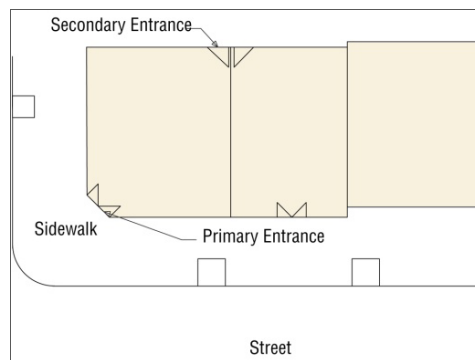 Secondary Entrance
Sidewalk
Primary Entrance
Street